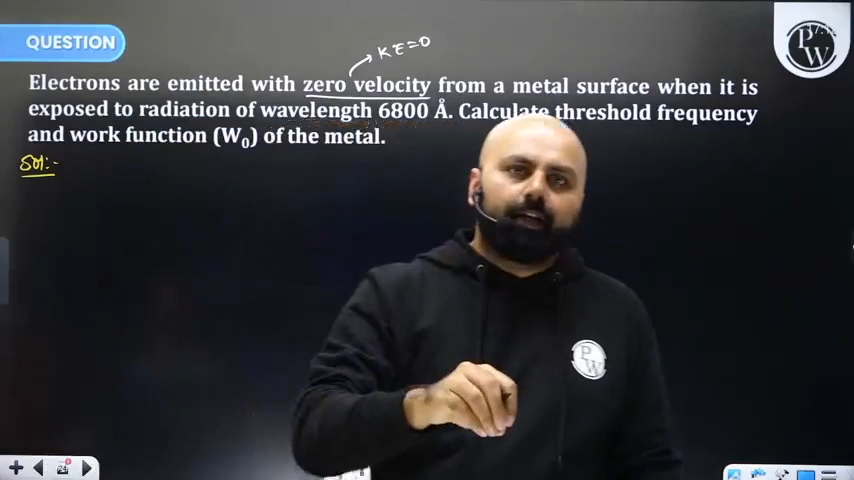 QUESTION
KE=0
Electrons are emitted with zero velocity from a metal surface when it is
exposed to radiation of wavelength 6800 Å. Calculate threshold frequency
and work function (W₀) of the metal.
Sol:-
P
W
P
W
24